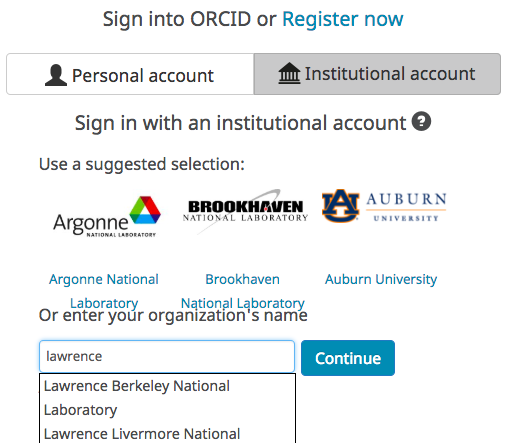 Sign into ORCID or Register now
Personal account
Institutional account
Sign in with an institutional account ?
Use a suggested selection:
Argonne
NATIONAL LABORATORY
BROOKHAVEN
NATIONAL LABORATORY
AU AUBURN
UNIVERSITY
Argonne National
Laboratory
Brookhaven
National Laboratory
Auburn University
Or enter your organization's name
lawrence
Continue
Lawrence Berkeley National
Laboratory
Lawrence Livermore National